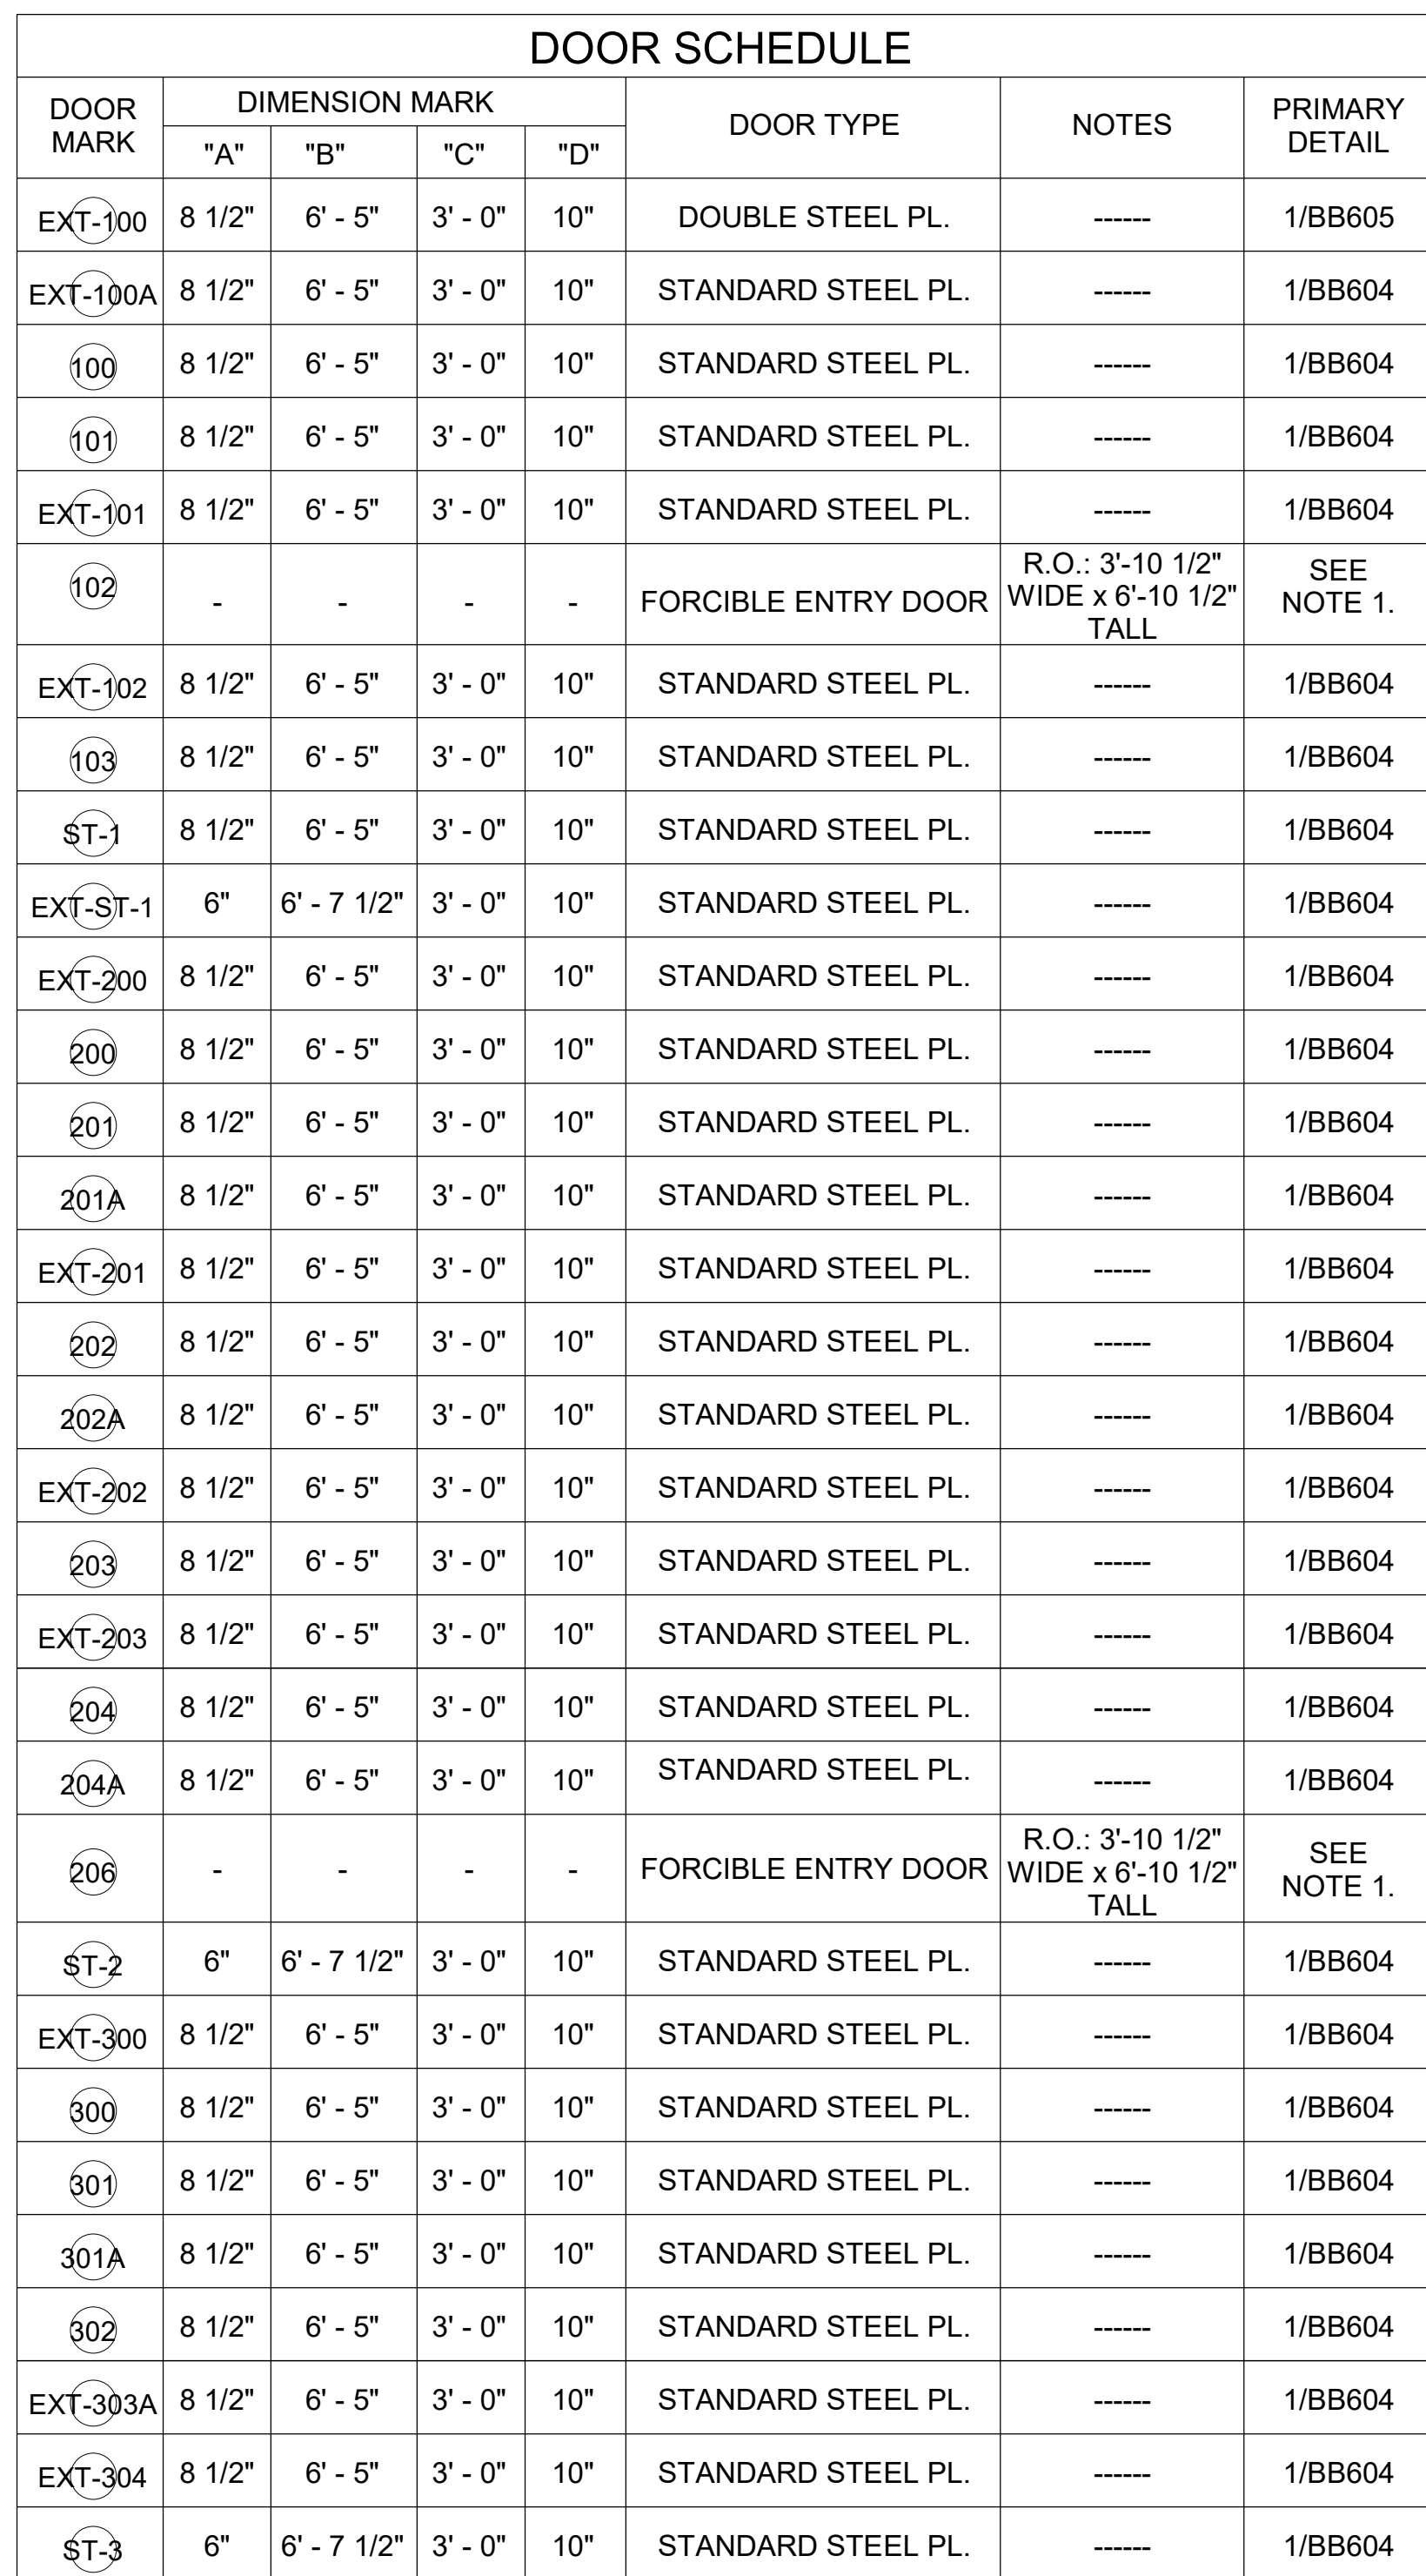 DOOR SCHEDULE
DOOR MARK DIMENSION MARK DOOR TYPE NOTES PRIMARY DETAIL
"A" "B" "C" "D"
EXT-100 8 1/2" 6' - 5" 3' - 0" 10" DOUBLE STEEL PL. ------ 1/BB605
EXT-100A 8 1/2" 6' - 5" 3' - 0" 10" STANDARD STEEL PL. ------ 1/BB604
100 8 1/2" 6' - 5" 3' - 0" 10" STANDARD STEEL PL. ------ 1/BB604
101 8 1/2" 6' - 5" 3' - 0" 10" STANDARD STEEL PL. ------ 1/BB604
EXT-101 8 1/2" 6' - 5" 3' - 0" 10" STANDARD STEEL PL. ------ 1/BB604
102 - - - - FORCIBLE ENTRY DOOR R.O.: 3'-10 1/2" WIDE x 6'-10 1/2" TALL SEE NOTE 1.
EXT-102 8 1/2" 6' - 5" 3' - 0" 10" STANDARD STEEL PL. ------ 1/BB604
103 8 1/2" 6' - 5" 3' - 0" 10" STANDARD STEEL PL. ------ 1/BB604
ST-1 8 1/2" 6' - 5" 3' - 0" 10" STANDARD STEEL PL. ------ 1/BB604
EXT-ST-1 6" 6' - 7 1/2" 3' - 0" 10" STANDARD STEEL PL. ------ 1/BB604
EXT-200 8 1/2" 6' - 5" 3' - 0" 10" STANDARD STEEL PL. ------ 1/BB604
200 8 1/2" 6' - 5" 3' - 0" 10" STANDARD STEEL PL. ------ 1/BB604
201 8 1/2" 6' - 5" 3' - 0" 10" STANDARD STEEL PL. ------ 1/BB604
201A 8 1/2" 6' - 5" 3' - 0" 10" STANDARD STEEL PL. ------ 1/BB604
EXT-201 8 1/2" 6' - 5" 3' - 0" 10" STANDARD STEEL PL. ------ 1/BB604
202 8 1/2" 6' - 5" 3' - 0" 10" STANDARD STEEL PL. ------ 1/BB604
202A 8 1/2" 6' - 5" 3' - 0" 10" STANDARD STEEL PL. ------ 1/BB604
EXT-202 8 1/2" 6' - 5" 3' - 0" 10" STANDARD STEEL PL. ------ 1/BB604
203 8 1/2" 6' - 5" 3' - 0" 10" STANDARD STEEL PL. ------ 1/BB604
EXT-203 8 1/2" 6' - 5" 3' - 0" 10" STANDARD STEEL PL. ------ 1/BB604
204 8 1/2" 6' - 5" 3' - 0" 10" STANDARD STEEL PL. ------ 1/BB604
204A 8 1/2" 6' - 5" 3' - 0" 10" STANDARD STEEL PL. ------ 1/BB604
206 - - - - FORCIBLE ENTRY DOOR R.O.: 3'-10 1/2" WIDE x 6'-10 1/2" TALL SEE NOTE 1.
ST-2 6" 6' - 7 1/2" 3' - 0" 10" STANDARD STEEL PL. ------ 1/BB604
EXT-300 8 1/2" 6' - 5" 3' - 0" 10" STANDARD STEEL PL. ------ 1/BB604
300 8 1/2" 6' - 5" 3' - 0" 10" STANDARD STEEL PL. ------ 1/BB604
301 8 1/2" 6' - 5" 3' - 0" 10" STANDARD STEEL PL. ------ 1/BB604
301A 8 1/2" 6' - 5" 3' - 0" 10" STANDARD STEEL PL. ------ 1/BB604
302 8 1/2" 6' - 5" 3' - 0" 10" STANDARD STEEL PL. ------ 1/BB604
EXT-303A 8 1/2" 6' - 5" 3' - 0" 10" STANDARD STEEL PL. ------ 1/BB604
EXT-304 8 1/2" 6' - 5" 3' - 0" 10" STANDARD STEEL PL. ------ 1/BB604
ST-3 6" 6' - 7 1/2" 3' - 0" 10" STANDARD STEEL PL. ------ 1/BB604